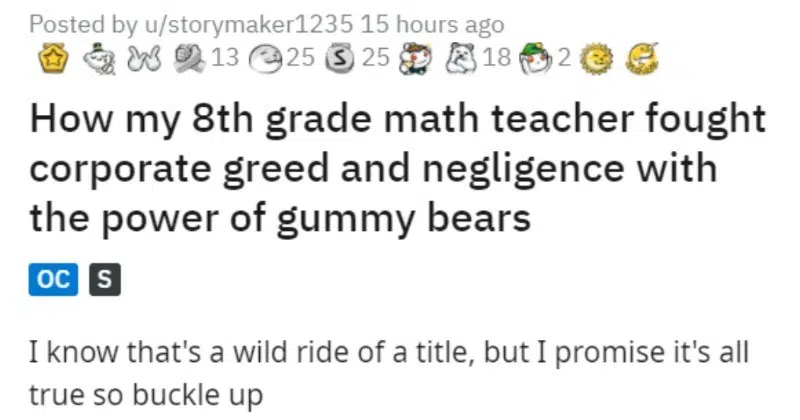 Posted by u/storymaker1235 15 hours ago
13 25 S 25 18 2
How my 8th grade math teacher fought
corporate greed and negligence with
the power of gummy bears
OC S
I know that's a wild ride of a title, but I promise it's all
true so buckle up